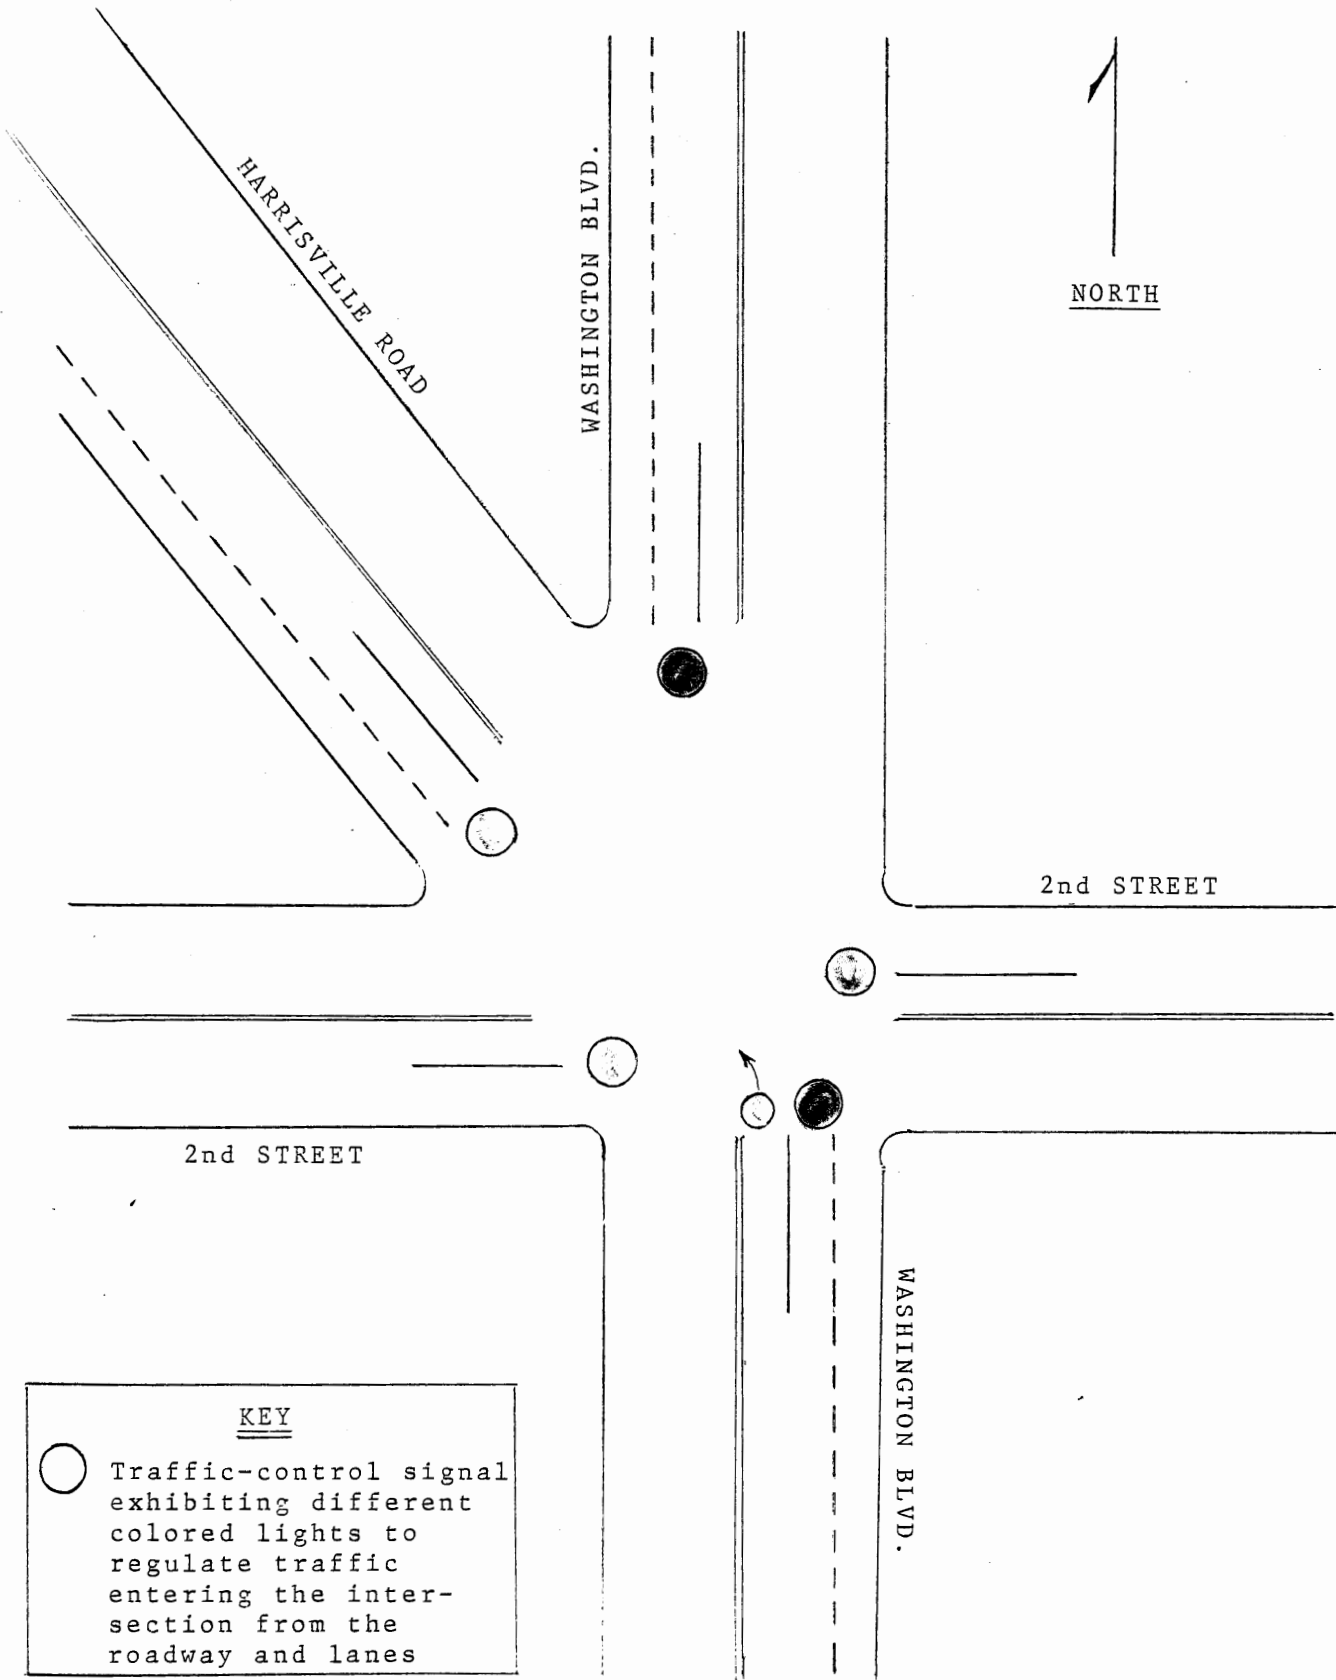 HARRISVILLE ROAD
WASHINGTON BLVD.
NORTH
2nd STREET
2nd STREET
WASHINGTON BLVD.
KEY
Traffic-control signal
exhibiting different
colored lights to
regulate traffic
entering the inter-
section from the
roadway and lanes